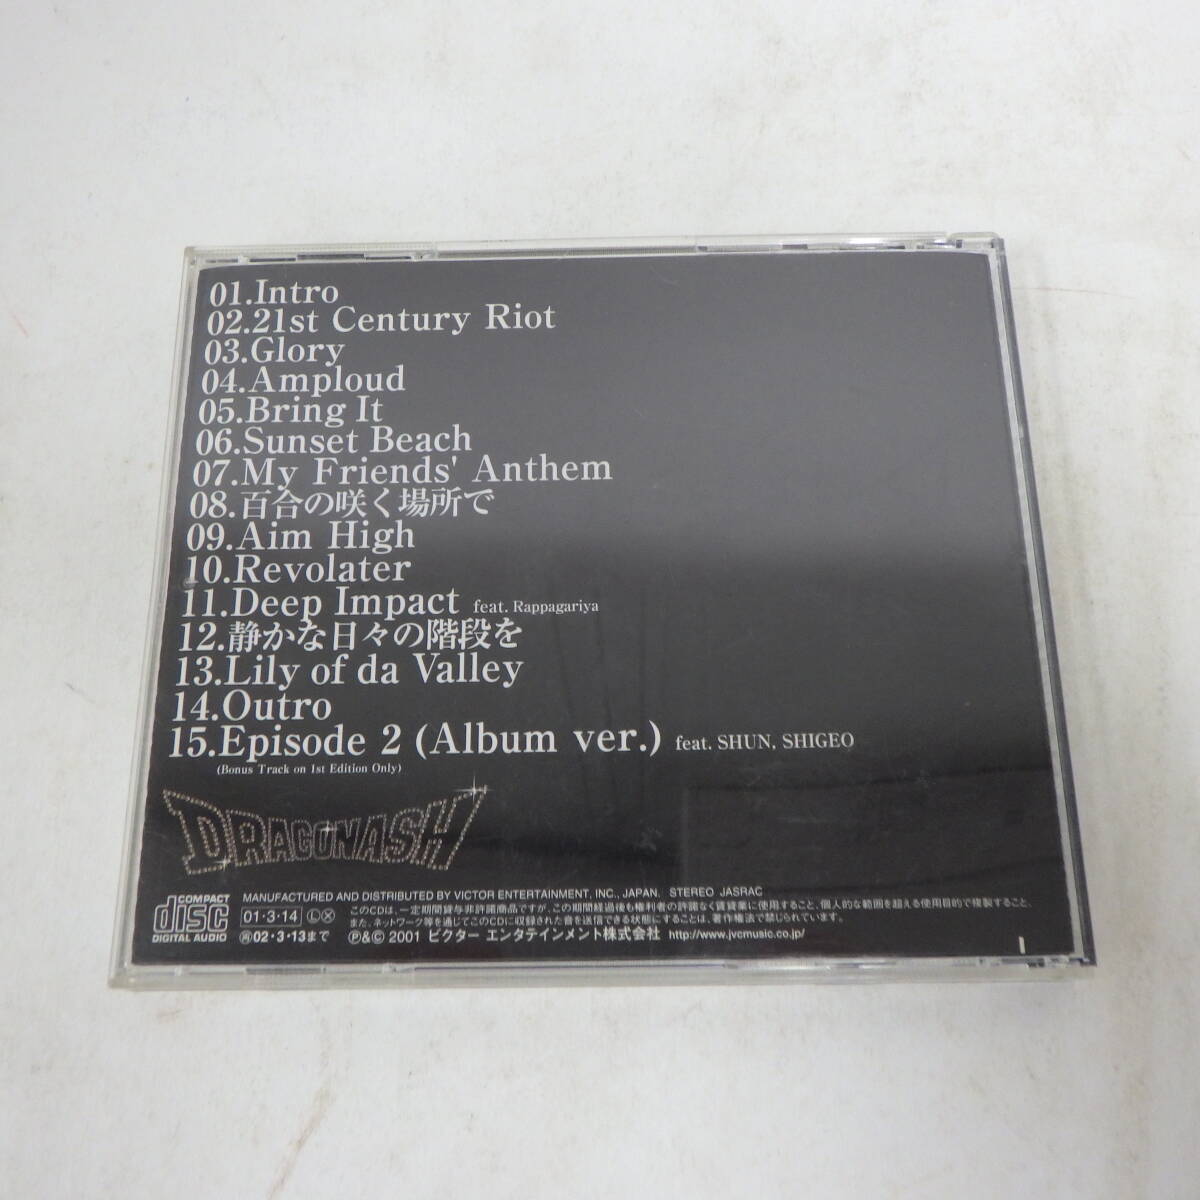 01.Intro
02.21st Century Riot
03.Glory
04.Amploud
05.Bring It
06.Sunset Beach
07.My Friends' Anthem
08.百合の咲く場所で
09.Aim High
10.Revolater
11.Deep Impact feat. Rappagariya
12.静かな日々の階段を
13.Lily of da Valley
14.Outro
15.Episode 2 (Album ver.) feat. SHUN, SHIGEO
(Bonus Track on 1st Edition Only)
DRAGON ASH
COMPACT
disc
DIGITAL AUDIO
MANUFACTURED AND DISTRIBUTED BY VICTOR ENTERTAINMENT, INC., JAPAN. STEREO JASRAC
01・3・14 Ⓛ Ⓧ このCDは、一定期間貸与非許諾商品ですが、この期間経過後も権利者の許諾なく賃貸業に使用すること、個人的な範囲を超える使用目的で複製すること、
また、ネットワーク等を通じてこのCDに収録された音を送信できる状態にすることは、著作権法で禁じられています。
㊢02・3・13まで ℗&© 2001 ビクター エンタテインメント株式会社 http://www.jvcmusic.co.jp/